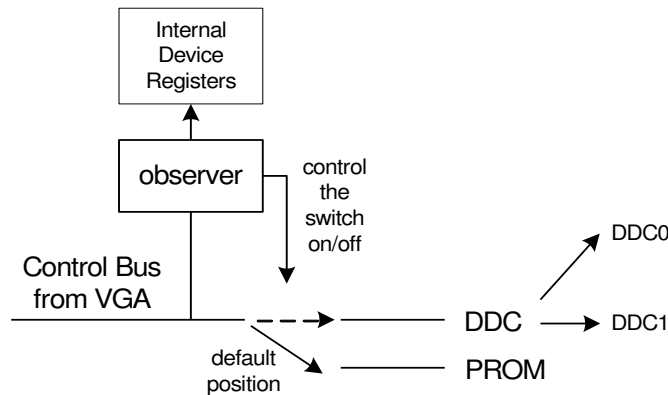 Internal
Device
Registers
observer
control
the
switch
on/off
Control Bus
from VGA
DDC
DDC0
DDC1
default
position
PROM